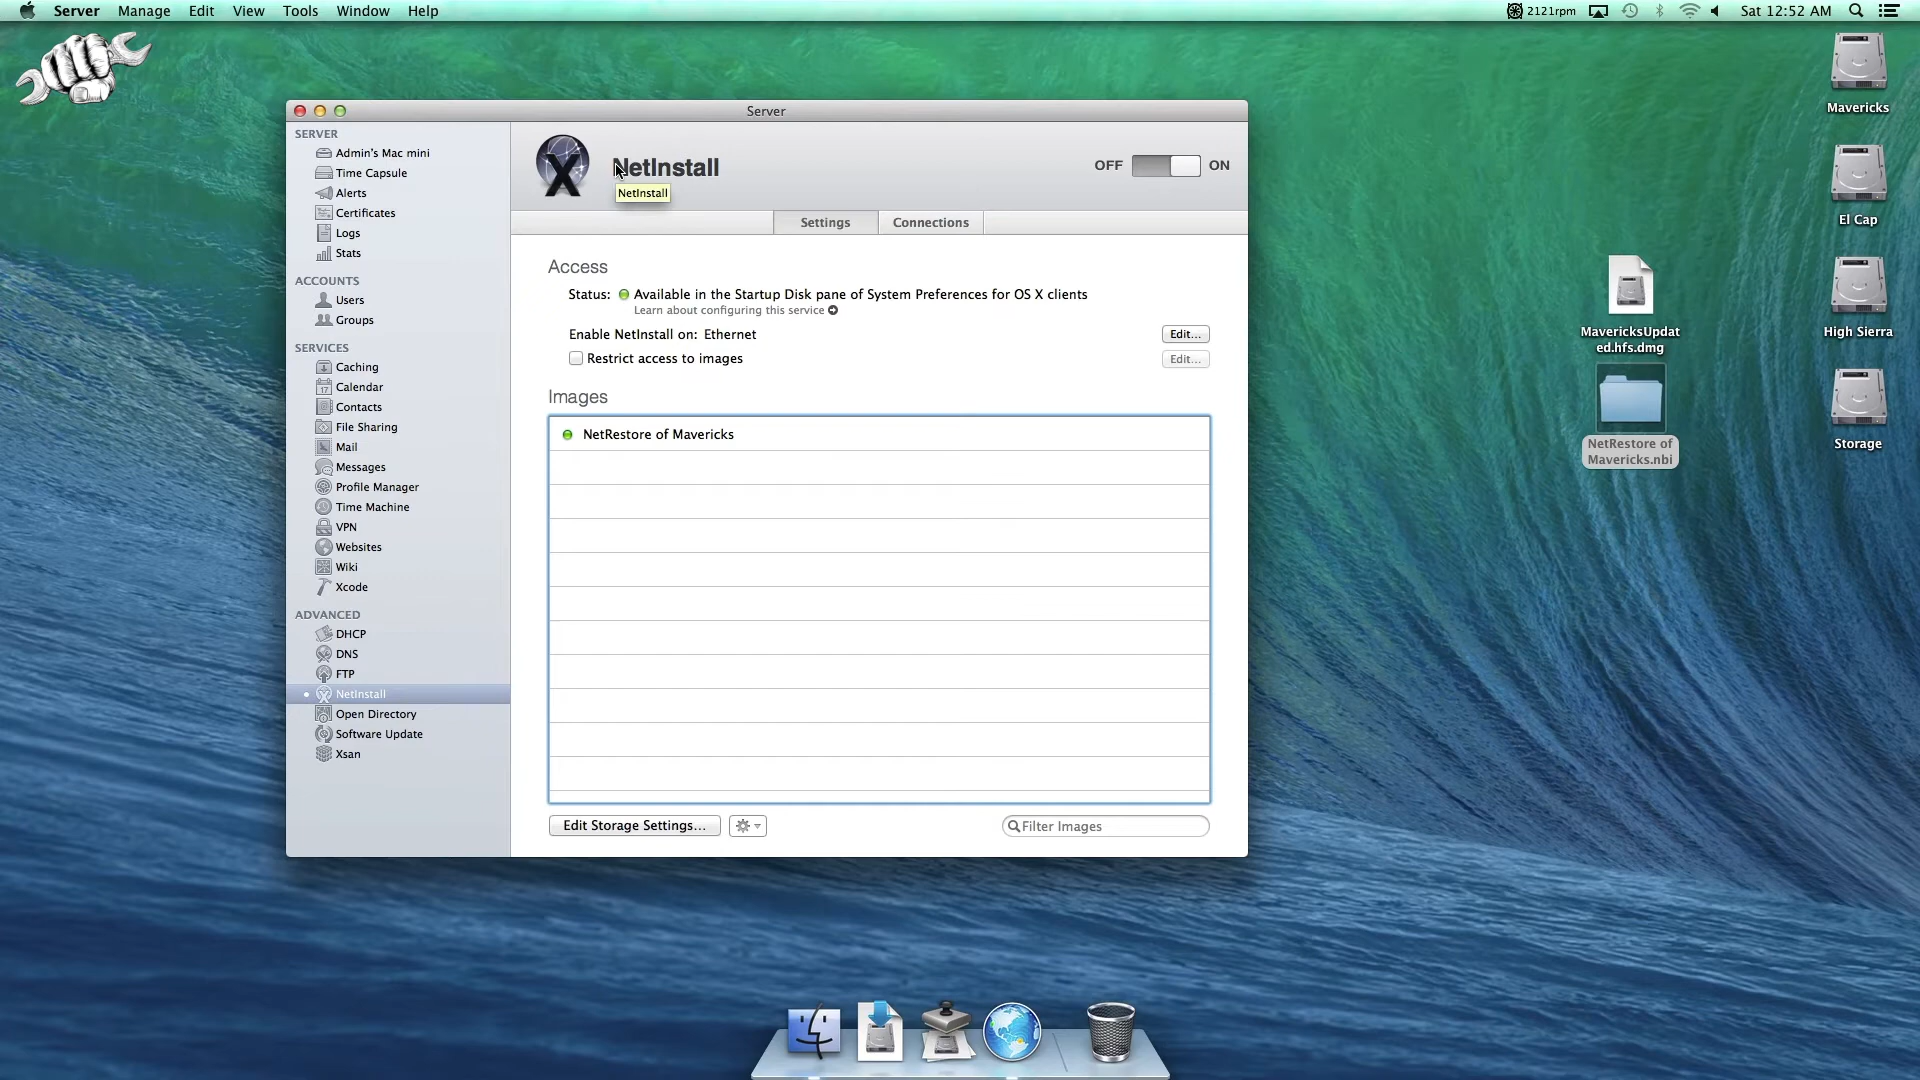 Server Manage Edit View Tools Window Help
2121rpm Sat 12:52 AM
Server
SERVER
Admin's Mac mini
Time Capsule
Alerts
Certificates
Logs
Stats
ACCOUNTS
Users
Groups
SERVICES
Caching
Calendar
Contacts
File Sharing
Mail
Messages
Profile Manager
Time Machine
VPN
Websites
Wiki
Xcode
ADVANCED
DHCP
DNS
FTP
NetInstall
Open Directory
Software Update
Xsan
NetInstall
NetInstall
OFF ON
Settings Connections
Access
Status: Available in the Startup Disk pane of System Preferences for OS X clients
Learn about configuring this service
Enable NetInstall on: Ethernet Edit...
Restrict access to images Edit...
Images
NetRestore of Mavericks
Edit Storage Settings...
Filter Images
MavericksUpdat
ed.hfs.dmg
NetRestore of
Mavericks.nbi
Mavericks
El Cap
High Sierra
Storage